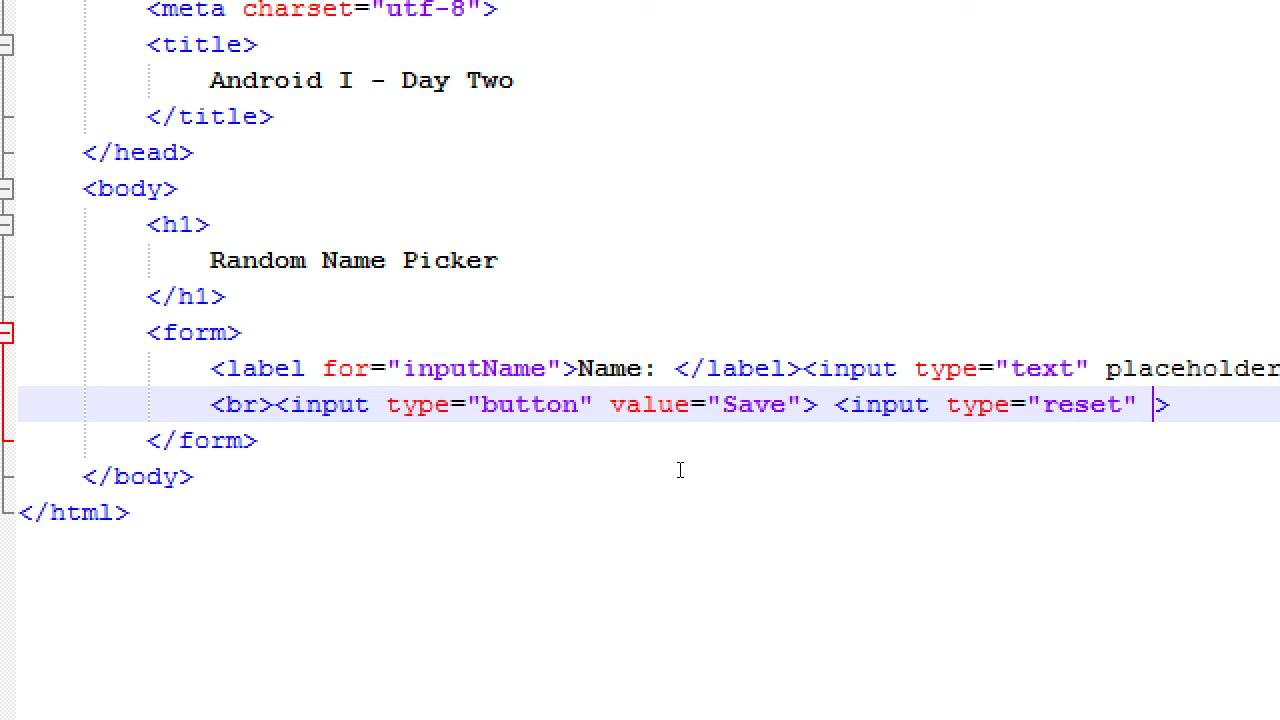 <meta charset="utf-8">
<title>
Android I - Day Two
</title>
</head>
<body>
<h1>
Random Name Picker
</h1>
<form>
<label for="inputName">Name: </label><input type="text" placeholder
<br><input type="button" value="Save"> <input type="reset" >
</form>
</body>
</html>